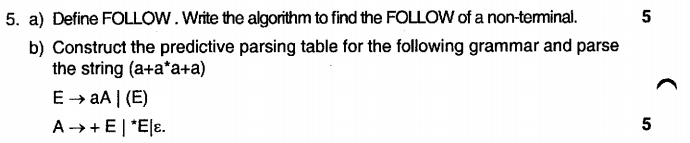 5. a) Define FOLLOW. Write the algorithm to find the FOLLOW of a non-terminal. 5
b) Construct the predictive parsing table for the following grammar and parse
the string (a+a*a+a)
E → aA | (E)
A → + E | *E|ε. 5